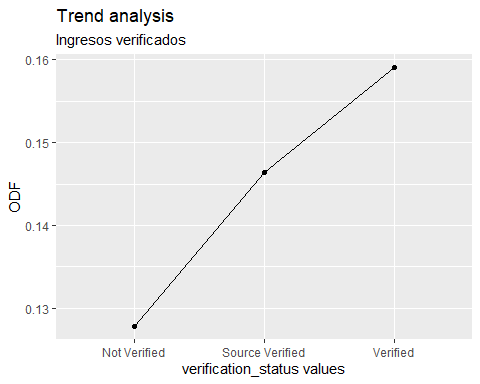 Trend analysis
Ingresos verificados
0.16
0.15
0.14
0.13
ODF
Not Verified
Source Verified
Verified
verification_status values